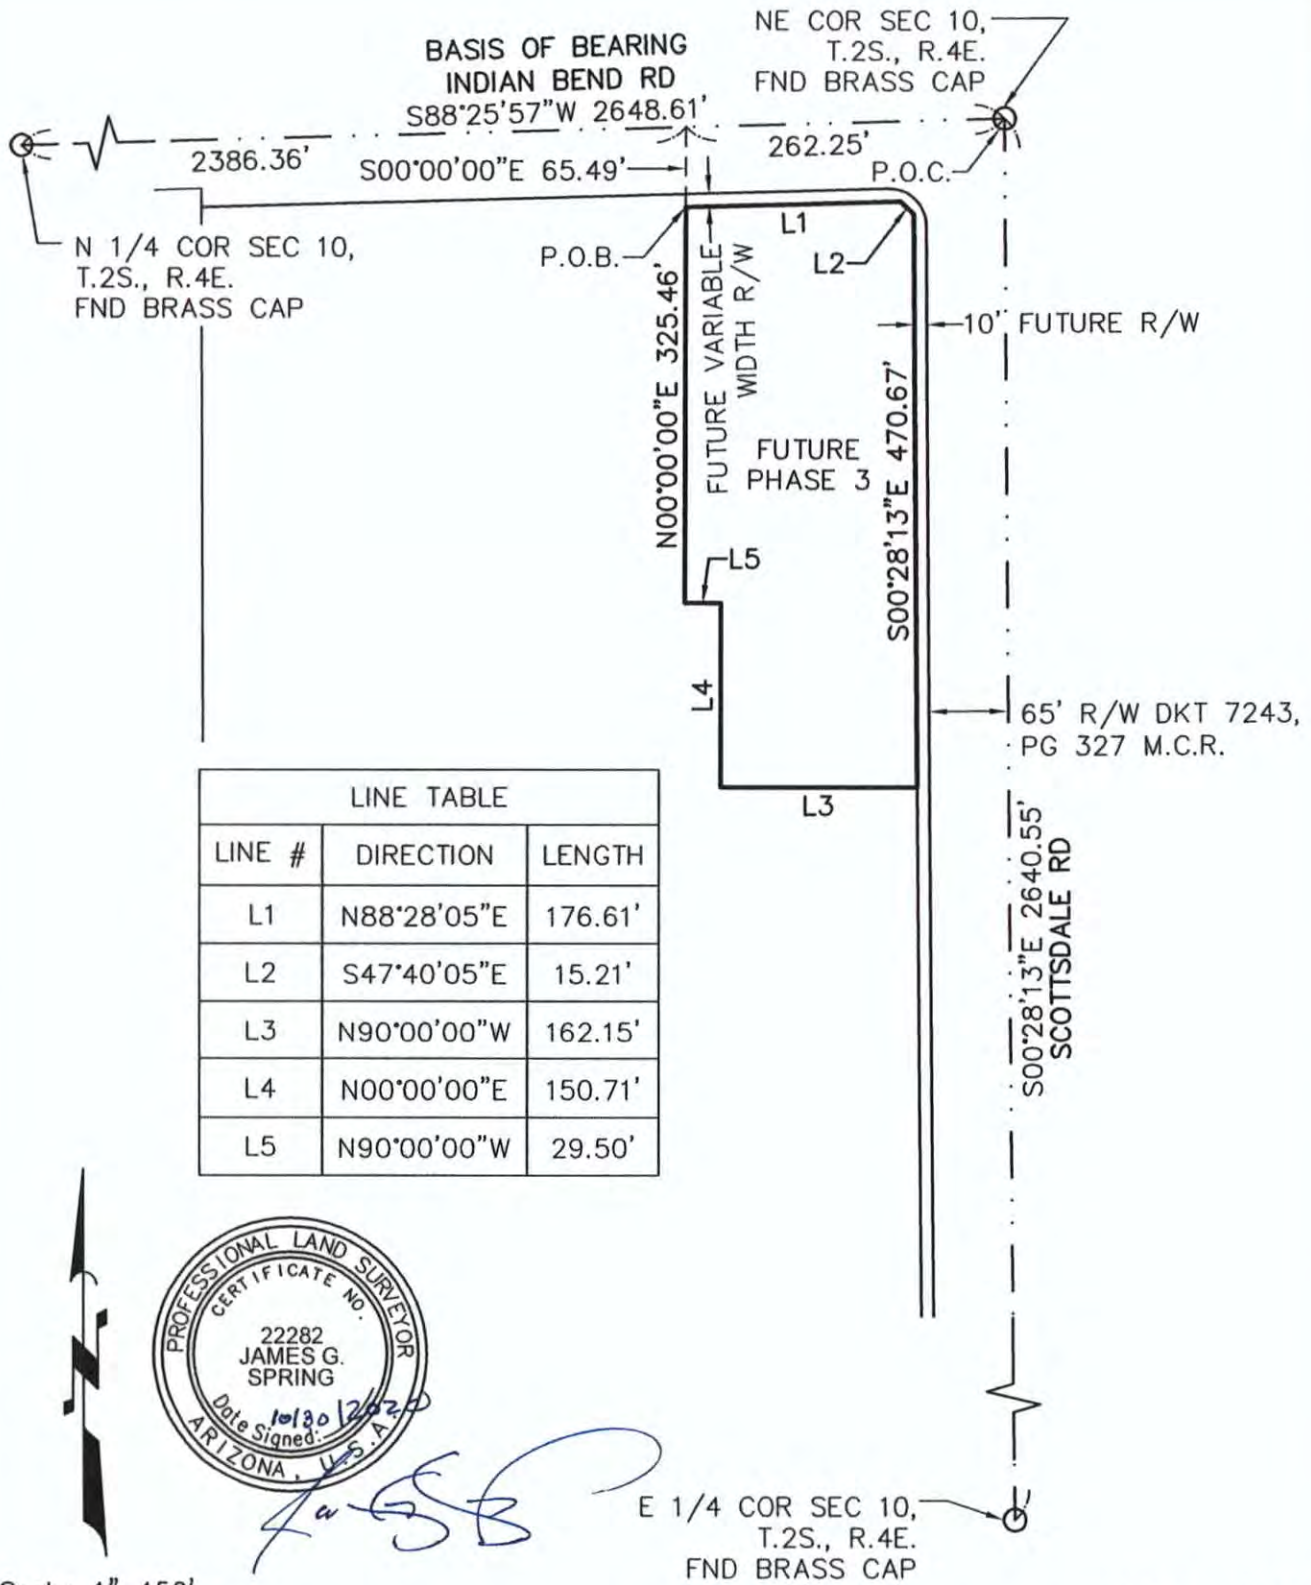 NE COR SEC 10,
T.2S., R.4E.
FND BRASS CAP
BASIS OF BEARING
INDIAN BEND RD
S88°25'57"W 2648.61'
2386.36'
262.25'
S00°00'00"E 65.49'
P.O.C.
N 1/4 COR SEC 10,
T.2S., R.4E.
FND BRASS CAP
P.O.B.
L1
L2
10' FUTURE R/W
N00°00'00"E 325.46'
FUTURE VARIABLE
WIDTH R/W
FUTURE
PHASE 3
S00°28'13"E 470.67'
L5
L4
L3
65' R/W DKT 7243,
PG 327 M.C.R.
S00°28'13"E 2640.55'
SCOTTSDALE RD
LINE TABLE
LINE # DIRECTION LENGTH
L1 N88°28'05"E 176.61'
L2 S47°40'05"E 15.21'
L3 N90°00'00"W 162.15'
L4 N00°00'00"E 150.71'
L5 N90°00'00"W 29.50'
PROFESSIONAL LAND SURVEYOR
CERTIFICATE NO.
22282
JAMES G.
SPRING
Date Signed: 10/30/2020
ARIZONA, U.S.A.
E 1/4 COR SEC 10,
T.2S., R.4E.
FND BRASS CAP